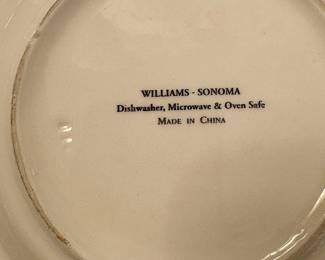 WILLIAMS - SONOMA
Dishwasher, Microwave & Oven Safe
MADE IN CHINA